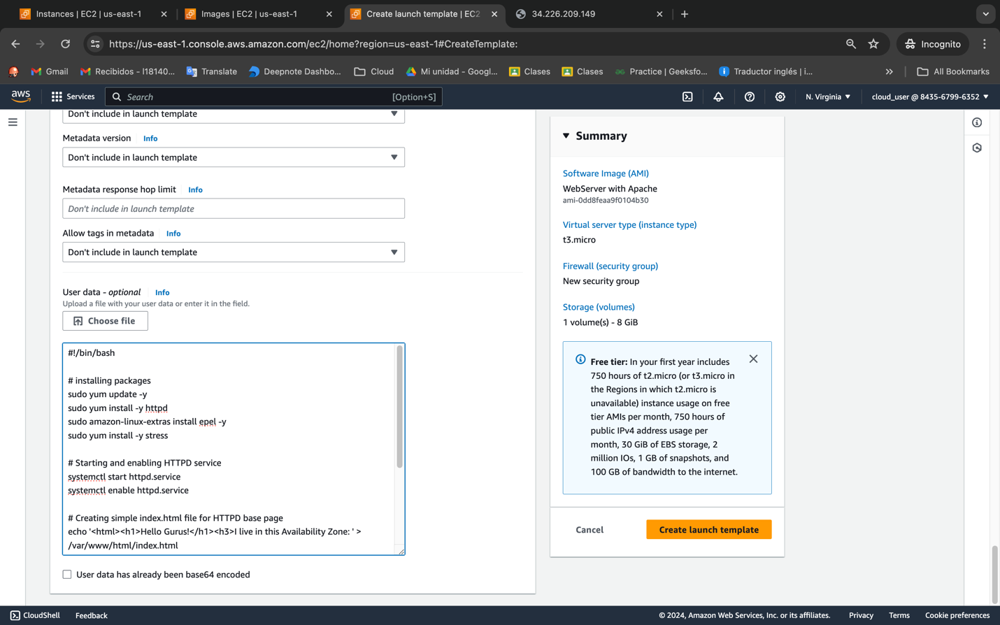 Instances | EC2 | us-east-1
Images | EC2 | us-east-1
Create launch template | EC2
34.226.209.149
https://us-east-1.console.aws.amazon.com/ec2/home?region=us-east-1#CreateTemplate:
Incognito
Gmail
Recibidos - l18140...
Translate
Deepnote Dashbo...
Cloud
Mi unidad - Googl...
Clases
Clases
Practice | Geeksfo...
Traductor inglés | i...
All Bookmarks
aws
Services
Search
[Option+S]
N. Virginia
cloud_user @ 8435-6799-6352
Don't include in launch template
Metadata version Info
Don't include in launch template
Metadata response hop limit Info
Don't include in launch template
Allow tags in metadata Info
Don't include in launch template
User data - optional Info
Upload a file with your user data or enter it in the field.
Choose file
#!/bin/bash
# installing packages
sudo yum update -y
sudo yum install -y httpd
sudo amazon-linux-extras install epel -y
sudo yum install -y stress
# Starting and enabling HTTPD service
systemctl start httpd.service
systemctl enable httpd.service
# Creating simple index.html file for HTTPD base page
echo '<html><h1>Hello Gurus!</h1><h3>I live in this Availability Zone: ' >
/var/www/html/index.html
User data has already been base64 encoded
Summary
Software Image (AMI)
WebServer with Apache
ami-0dd8feaa9f0104b30
Virtual server type (instance type)
t3.micro
Firewall (security group)
New security group
Storage (volumes)
1 volume(s) - 8 GiB
Free tier: In your first year includes
750 hours of t2.micro (or t3.micro in
the Regions in which t2.micro is
unavailable) instance usage on free
tier AMIs per month, 750 hours of
public IPv4 address usage per
month, 30 GiB of EBS storage, 2
million IOs, 1 GB of snapshots, and
100 GB of bandwidth to the internet.
Cancel
Create launch template
CloudShell
Feedback
© 2024, Amazon Web Services, Inc. or its affiliates.
Privacy
Terms
Cookie preferences